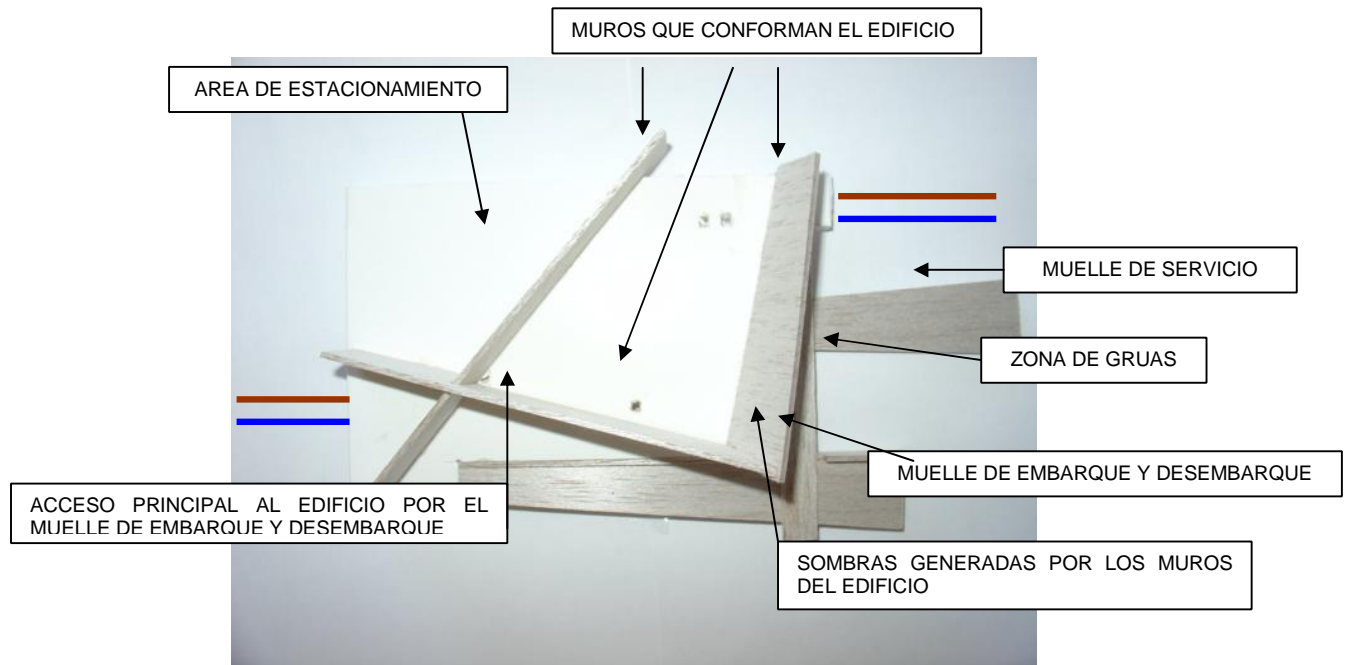 MUROS QUE CONFORMAN EL EDIFICIO
AREA DE ESTACIONAMIENTO
MUELLE DE SERVICIO
ZONA DE GRUAS
MUELLE DE EMBARQUE Y DESEMBARQUE
ACCESO PRINCIPAL AL EDIFICIO POR EL
MUELLE DE EMBARQUE Y DESEMBARQUE
SOMBRAS GENERADAS POR LOS MUROS
DEL EDIFICIO